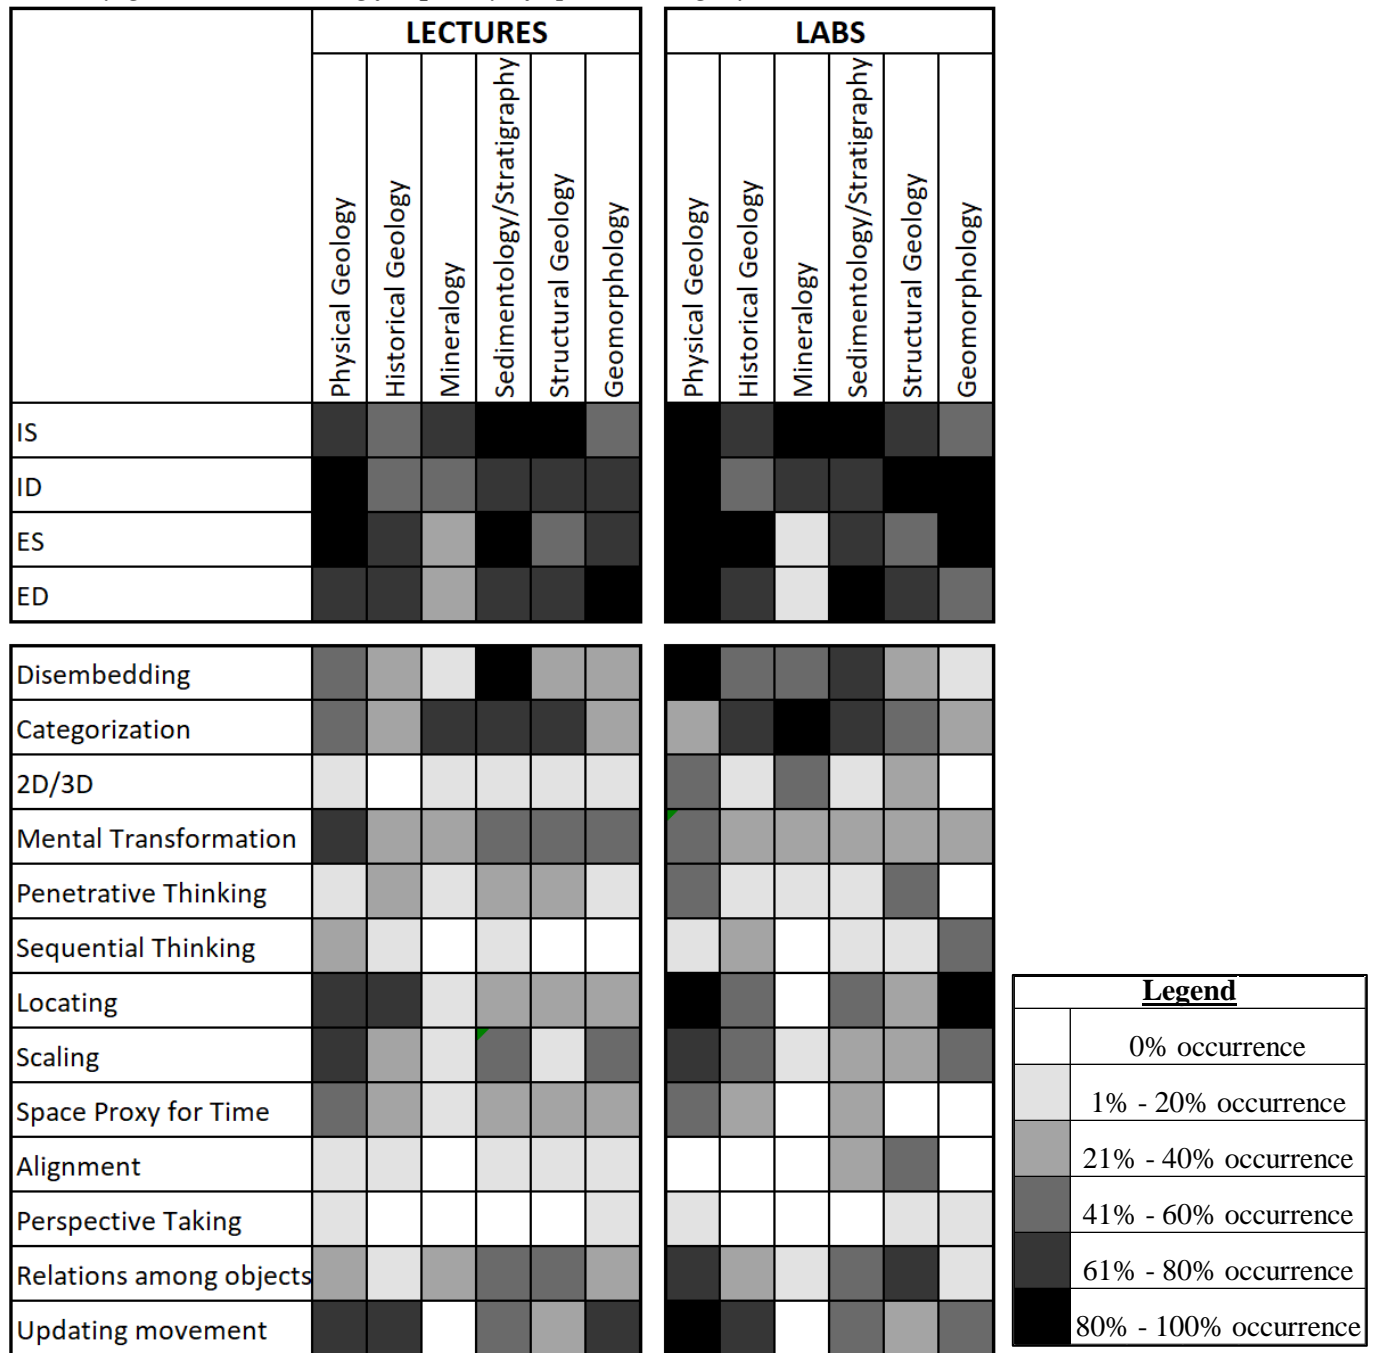 LECTURES
LABS
Physical Geology
Historical Geology
Mineralogy
Sedimentology/Stratigraphy
Structural Geology
Geomorphology
Physical Geology
Historical Geology
Mineralogy
Sedimentology/Stratigraphy
Structural Geology
Geomorphology
IS
ID
ES
ED
Disembedding
Categorization
2D/3D
Mental Transformation
Penetrative Thinking
Sequential Thinking
Locating
Scaling
Space Proxy for Time
Alignment
Perspective Taking
Relations among objects
Updating movement
Legend
0% occurrence
1% - 20% occurrence
21% - 40% occurrence
41% - 60% occurrence
61% - 80% occurrence
80% - 100% occurrence